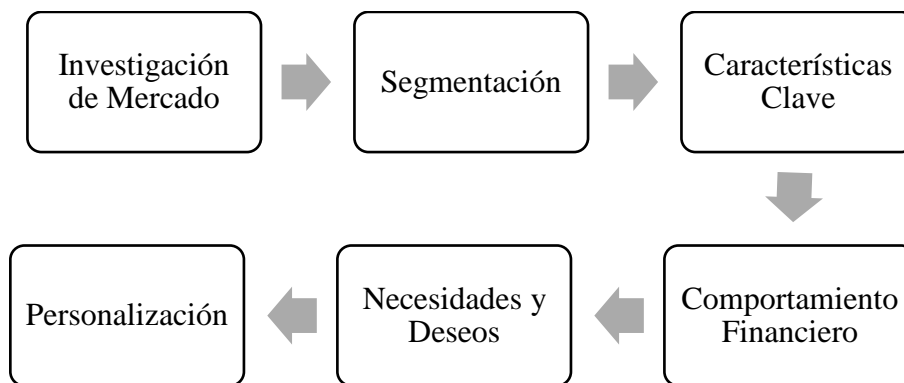 Investigación
de Mercado
Segmentación
Características
Clave
Comportamiento
Financiero
Necesidades y
Deseos
Personalización